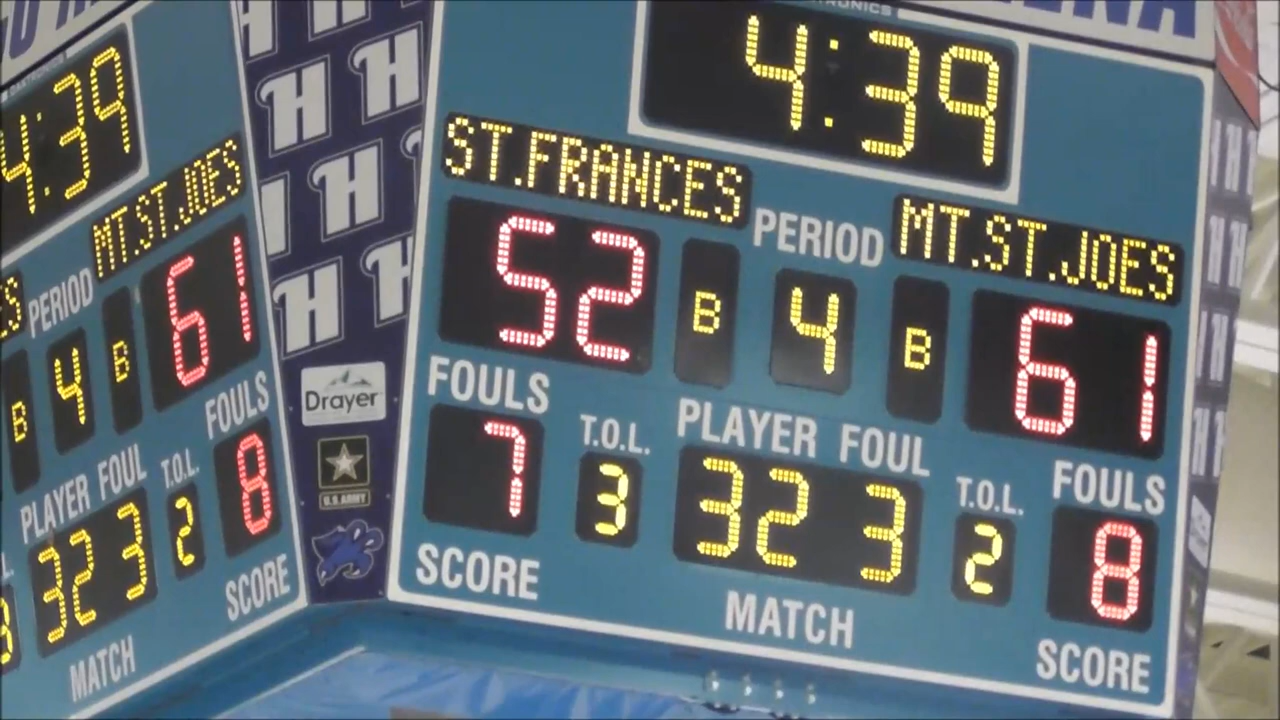 4:39
ST.FRANCES
MT.ST.JOES
52
B
PERIOD
4
B
61
FOULS
7
T.O.L.
3
PLAYER FOUL
32 3
T.O.L.
2
FOULS
8
SCORE
MATCH
SCORE
4:39
MT.ST.JOES
PERIOD
B
4
B
61
FOULS
PLAYER FOUL
32 3
T.O.L.
2
8
MATCH
SCORE
H
H
H
H
H
H
Drayer
U.S.ARMY